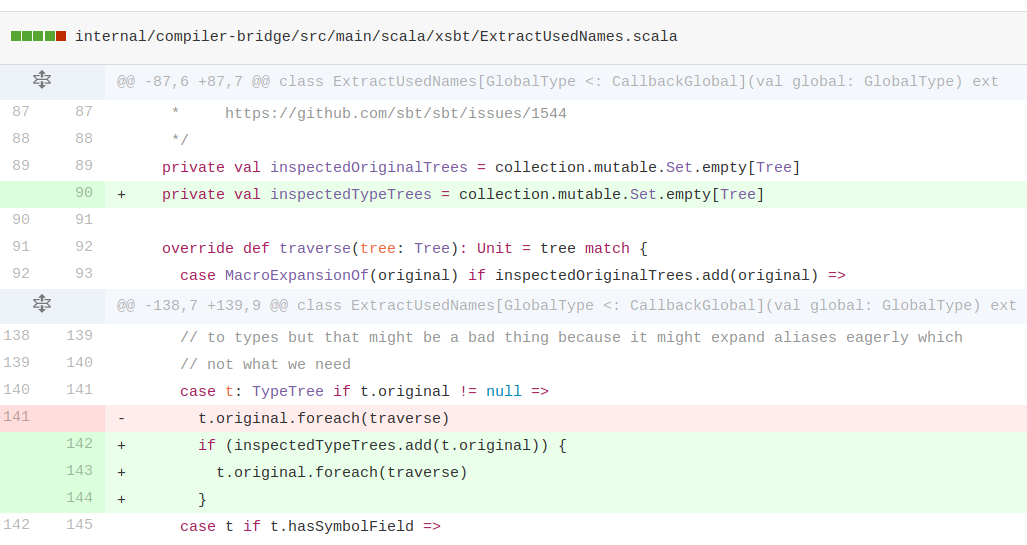 internal/compiler-bridge/src/main/scala/xsbt/ExtractUsedNames.scala
@@ -87,6 +87,7 @@ class ExtractUsedNames[GlobalType <: CallbackGlobal](val global: GlobalType) ext
87 87 * https://github.com/sbt/sbt/issues/1544
88 88 */
89 89 private val inspectedOriginalTrees = collection.mutable.Set.empty[Tree]
90 + private val inspectedTypeTrees = collection.mutable.Set.empty[Tree]
90 91
91 92 override def traverse(tree: Tree): Unit = tree match {
92 93 case MacroExpansionOf(original) if inspectedOriginalTrees.add(original) =>
@@ -138,7 +139,9 @@ class ExtractUsedNames[GlobalType <: CallbackGlobal](val global: GlobalType) ext
138 139 // to types but that might be a bad thing because it might expand aliases eagerly which
139 140 // not what we need
140 141 case t: TypeTree if t.original != null =>
141 - t.original.foreach(traverse)
142 + if (inspectedTypeTrees.add(t.original)) {
143 + t.original.foreach(traverse)
144 + }
142 145 case t if t.hasSymbolField =>